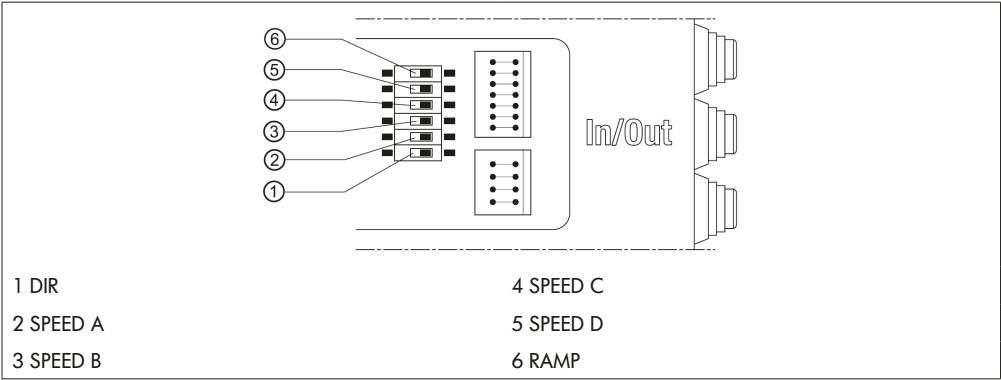 6
5
4
3
2
1
In/Out
1 DIR
2 SPEED A
3 SPEED B
4 SPEED C
5 SPEED D
6 RAMP